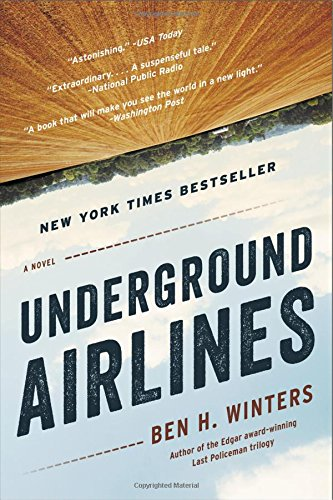 "Astonishing." –USA Today
"Extraordinary. . . . A suspenseful tale."
–National Public Radio
"A book that will make you see the world in a new light."
–Washington Post
NEW YORK TIMES BESTSELLER
A NOVEL
UNDERGROUND
AIRLINES
BEN H. WINTERS
Author of the Edgar award-winning
Last Policeman trilogy
Copyrighted Material